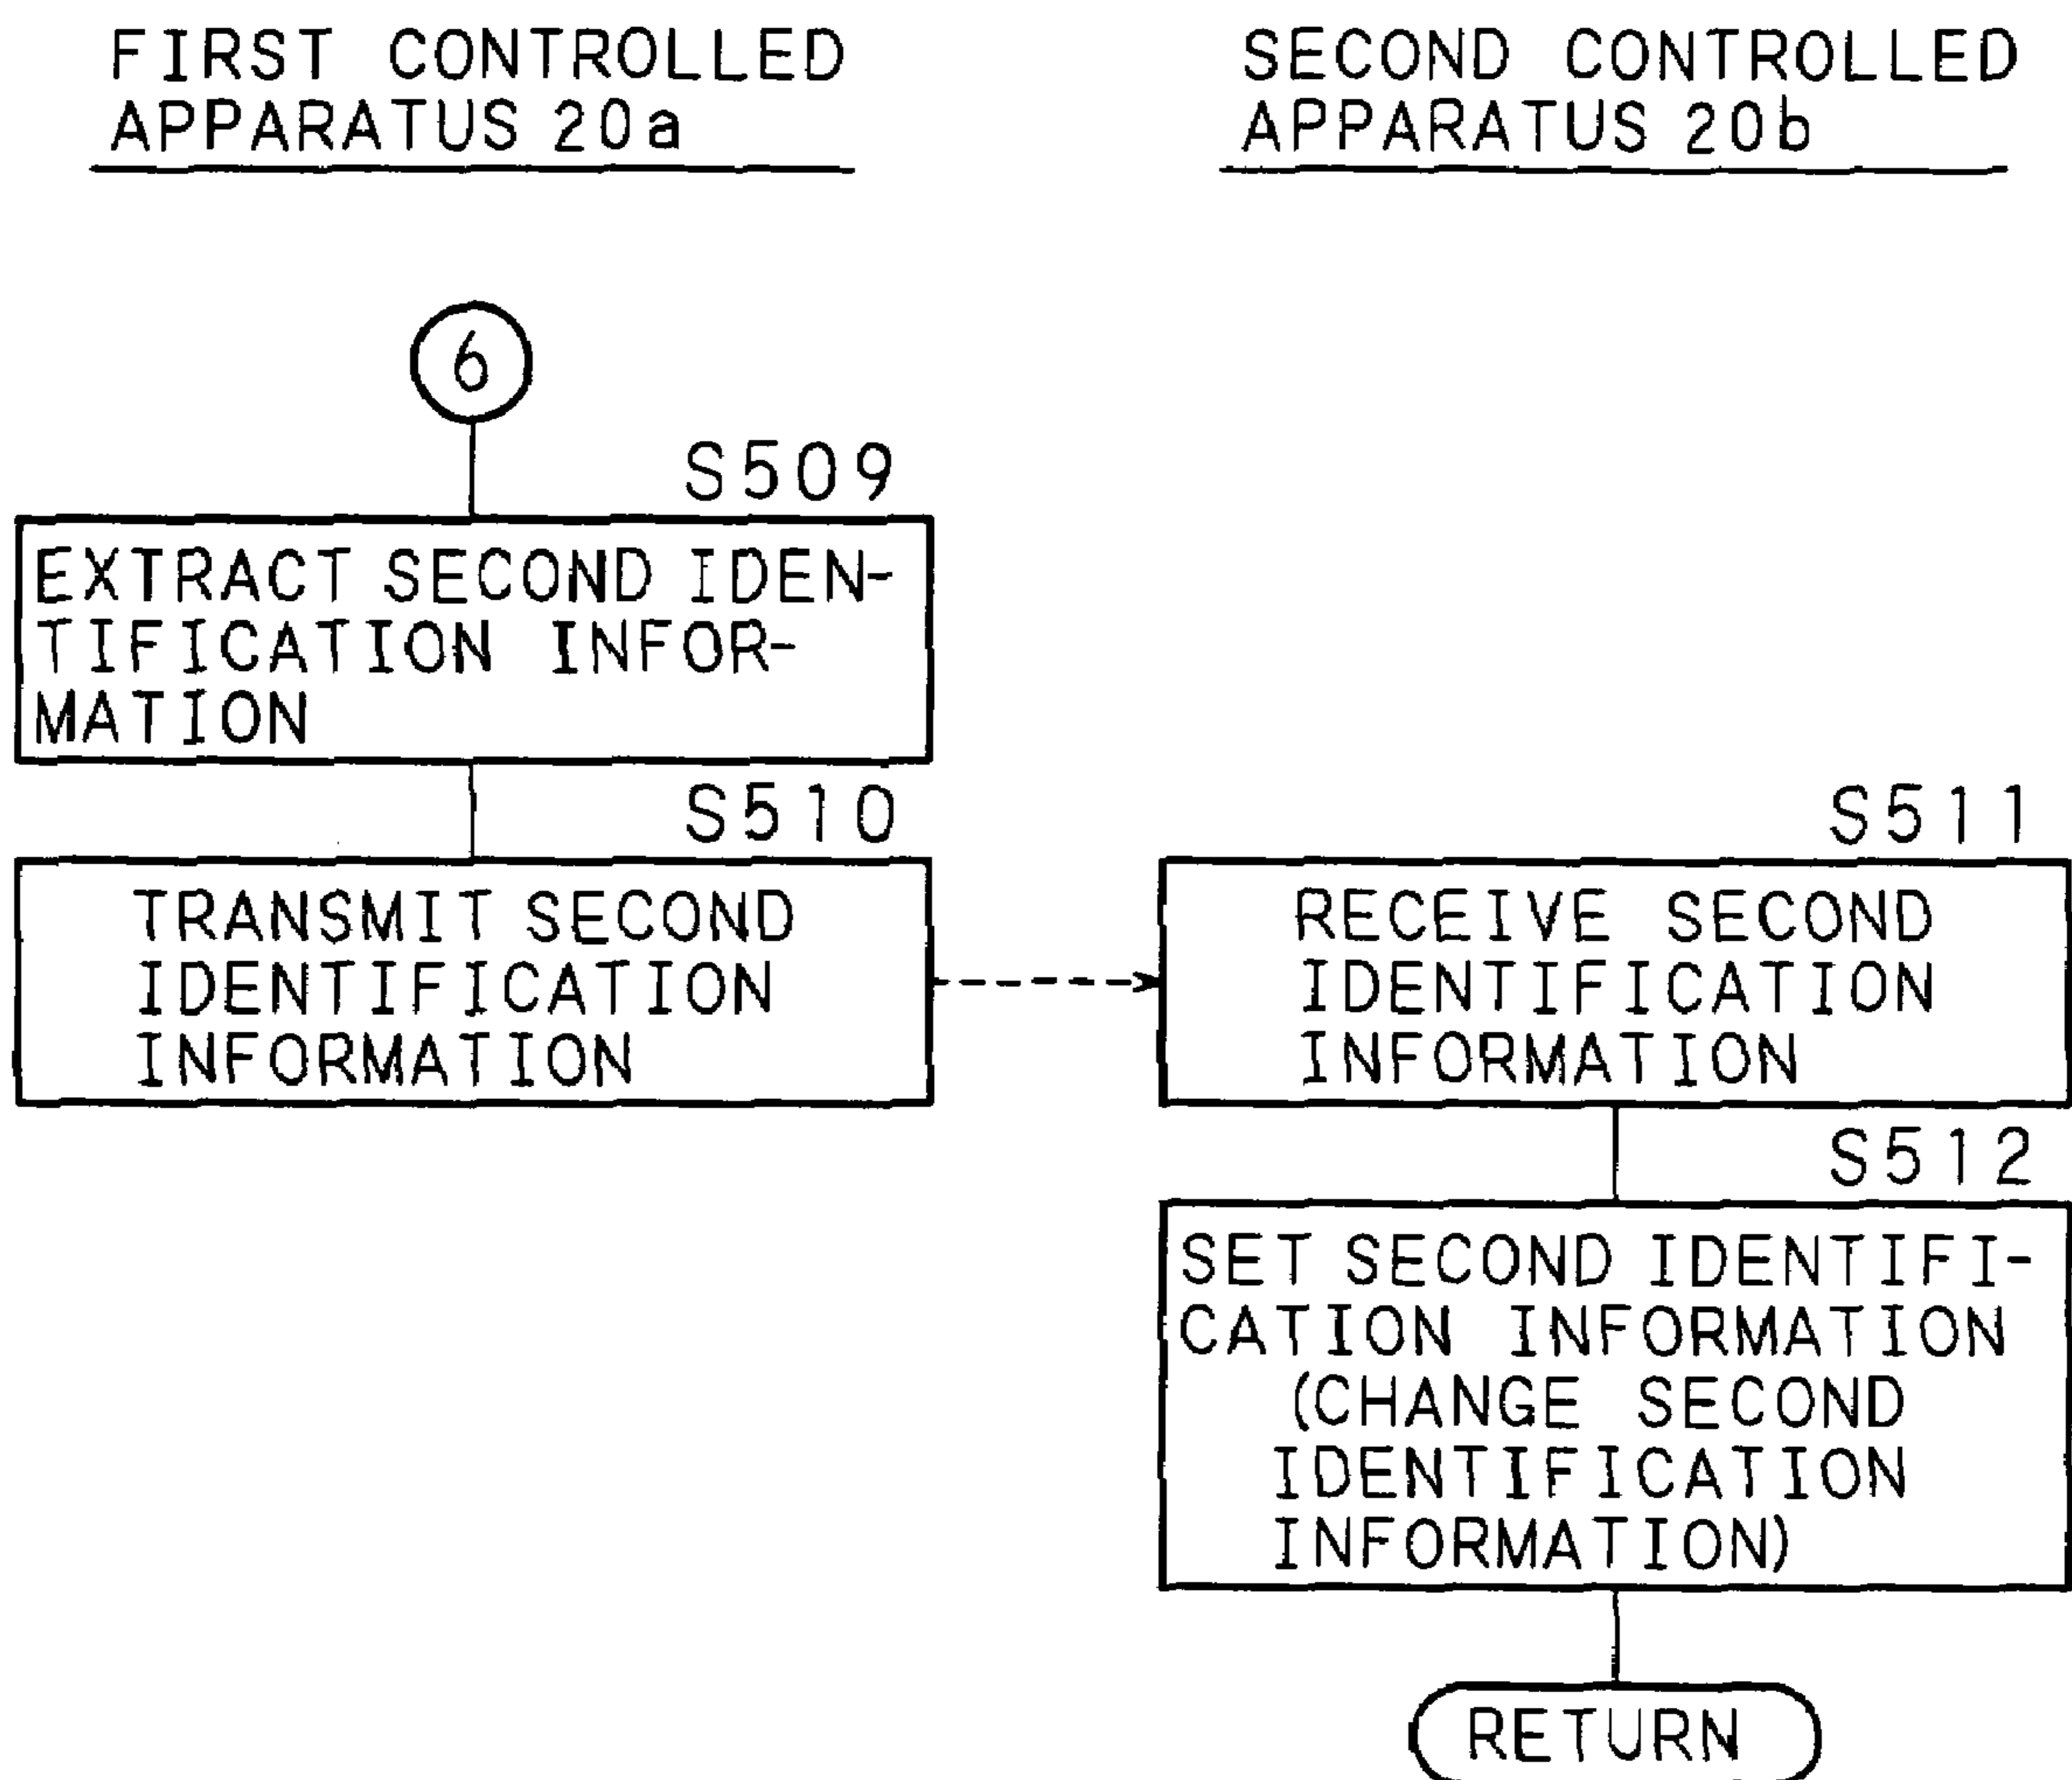 FIRST CONTROLLED
APPARATUS 20a
SECOND CONTROLLED
APPARATUS 20b
6
S509
EXTRACT SECOND IDEN-
TIFICATION INFOR-
MATION
S510
TRANSMIT SECOND
IDENTIFICATION
INFORMATION
S511
RECEIVE SECOND
IDENTIFICATION
INFORMATION
S512
SET SECOND IDENTIFI-
CATION INFORMATION
(CHANGE SECOND
IDENTIFICATION
INFORMATION)
RETURN